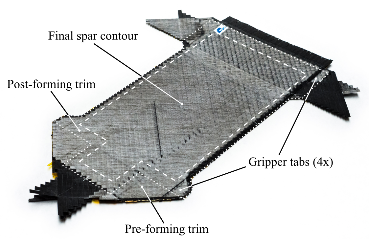 Final spar contour
Post-forming trim
Gripper tabs (4x)
Pre-forming trim